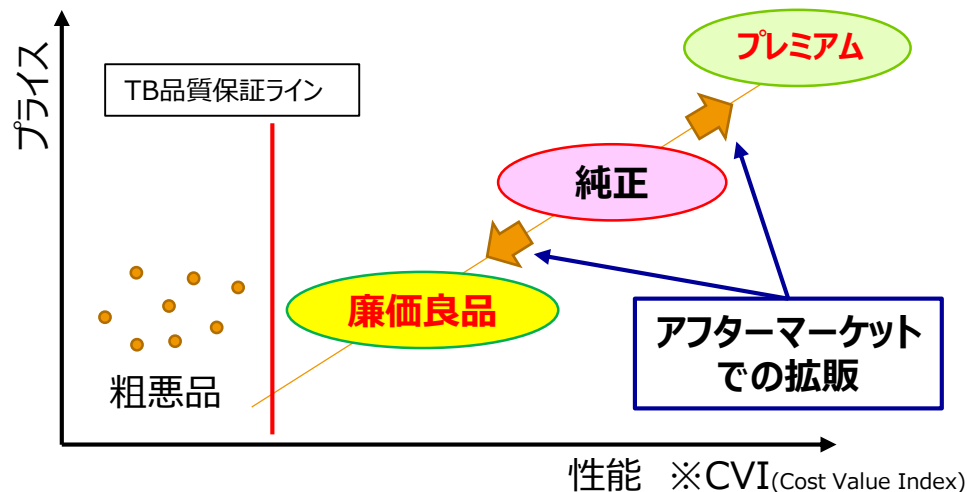 プライス
TB品質保証ライン
プレミアム
純正
廉価良品
アフターマーケット
での拡販
粗悪品
性能 ※CVI(Cost Value Index)